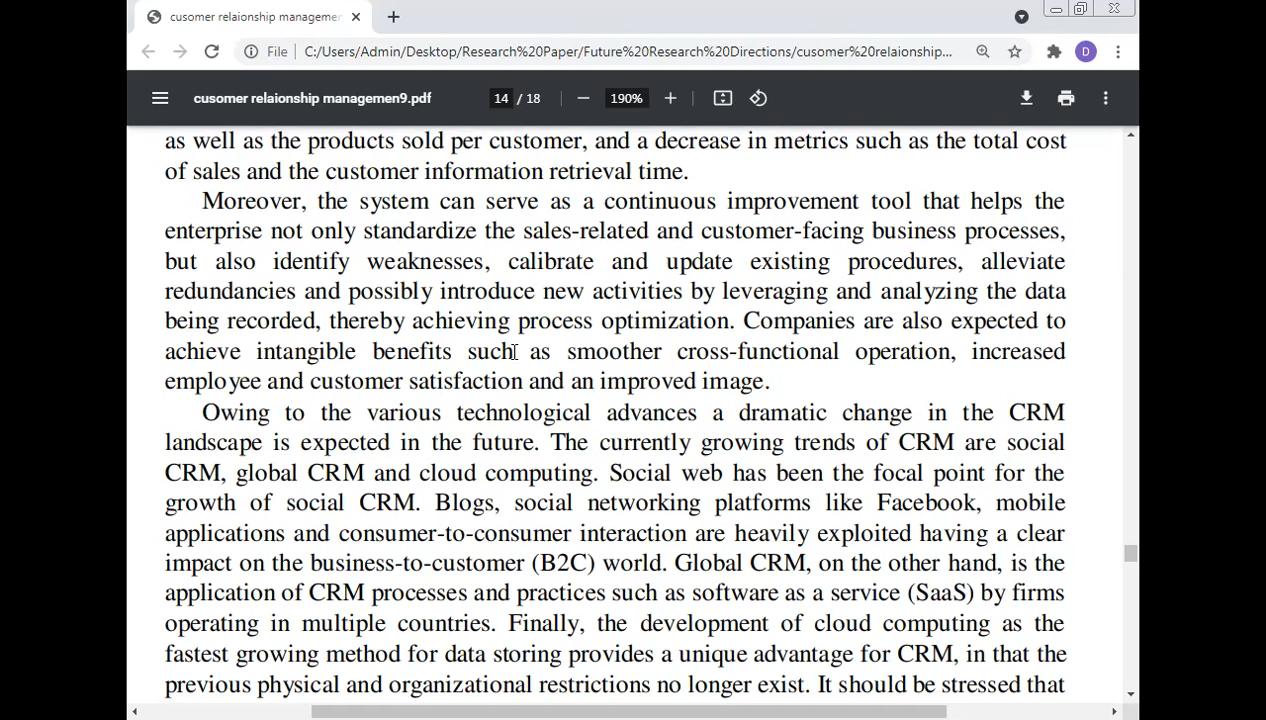 cusomer relaionship managemen
File
C:/Users/Admin/Desktop/Research%20Paper/Future%20Research%20Directions/cusomer%20relaionship...
D
cusomer relaionship managemen9.pdf
14 / 18
190%
as well as the products sold per customer, and a decrease in metrics such as the total cost
of sales and the customer information retrieval time.
Moreover, the system can serve as a continuous improvement tool that helps the
enterprise not only standardize the sales-related and customer-facing business processes,
but also identify weaknesses, calibrate and update existing procedures, alleviate
redundancies and possibly introduce new activities by leveraging and analyzing the data
being recorded, thereby achieving process optimization. Companies are also expected to
achieve intangible benefits such as smoother cross-functional operation, increased
employee and customer satisfaction and an improved image.
Owing to the various technological advances a dramatic change in the CRM
landscape is expected in the future. The currently growing trends of CRM are social
CRM, global CRM and cloud computing. Social web has been the focal point for the
growth of social CRM. Blogs, social networking platforms like Facebook, mobile
applications and consumer-to-consumer interaction are heavily exploited having a clear
impact on the business-to-customer (B2C) world. Global CRM, on the other hand, is the
application of CRM processes and practices such as software as a service (SaaS) by firms
operating in multiple countries. Finally, the development of cloud computing as the
fastest growing method for data storing provides a unique advantage for CRM, in that the
previous physical and organizational restrictions no longer exist. It should be stressed that